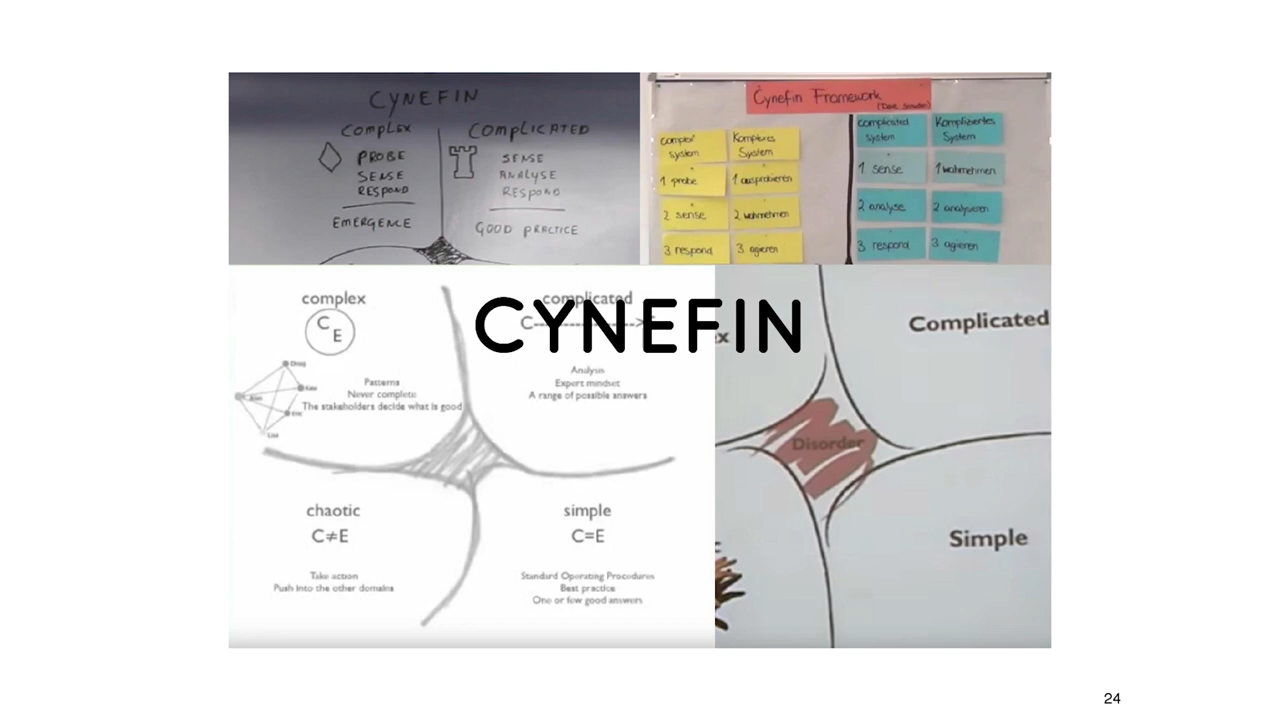 CYNEFIN
COMPLEX
PROBE
SENSE
RESPOND
EMERGENCE
COMPLICATED
SENSE
ANALYSE
RESPOND
GOOD PRACTICE
Cynefin Framework
complex system
1 probe
2 sense
3 respond
Komplexes System
1 ausprobieren
2 wahrnehmen
3 agieren
complicated system
1 sense
2 analyse
3 respond
Kompliziertes System
1 wahrnehmen
2 analysieren
3 agieren
CYNEFIN
complex
C
E
Patterns
Never complete
The stakeholders decide what is good
complicated
C
Analysis
Expert mindset
A range of possible answers
chaotic
C≠E
Take action
Push into the other domains
simple
C=E
Standard Operating Procedures
Best practice
One or few good answers
Complicated
Disorder
Simple
24